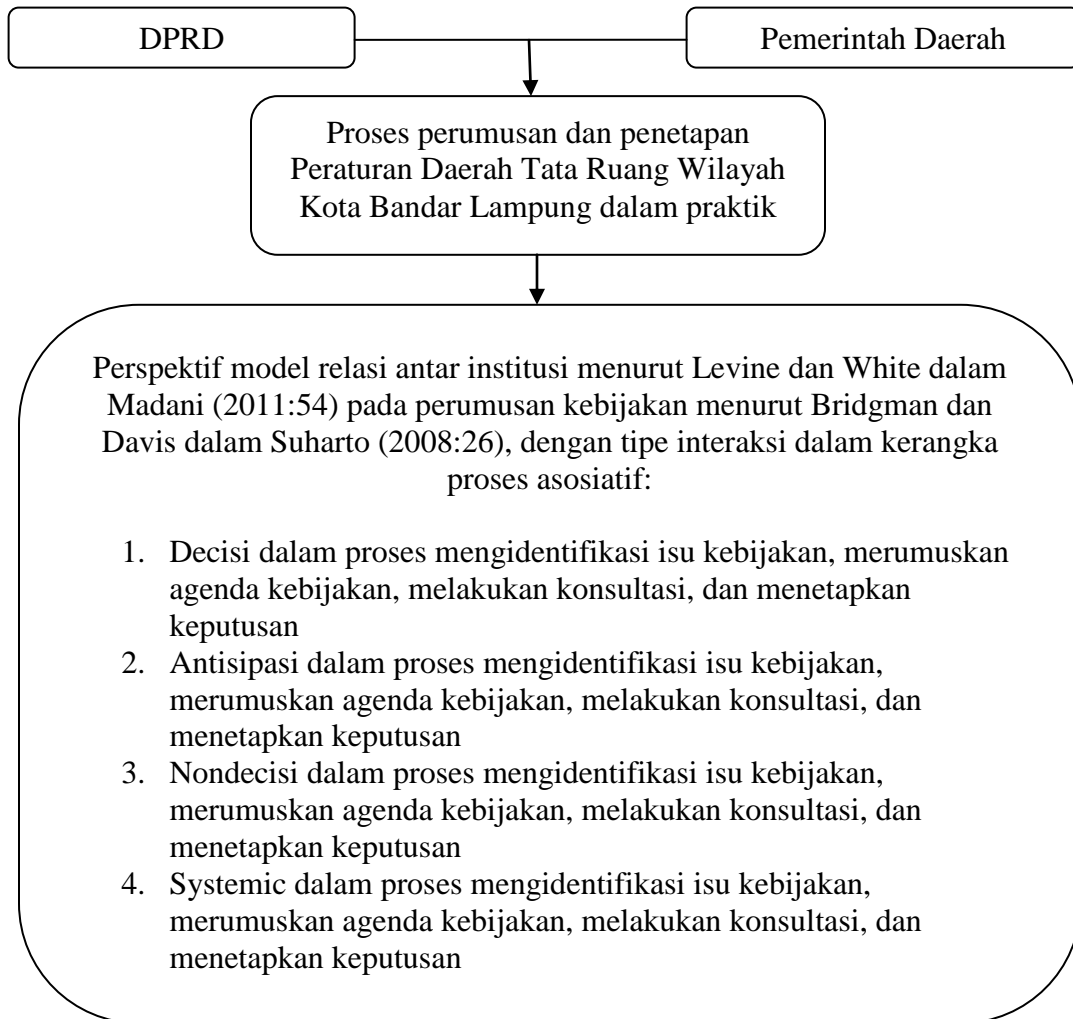 DPRD
Pemerintah Daerah
Proses perumusan dan penetapan
Peraturan Daerah Tata Ruang Wilayah
Kota Bandar Lampung dalam praktik
Perspektif model relasi antar institusi menurut Levine dan White dalam
Madani (2011:54) pada perumusan kebijakan menurut Bridgman dan
Davis dalam Suharto (2008:26), dengan tipe interaksi dalam kerangka
proses asosiatif:
1. Decisi dalam proses mengidentifikasi isu kebijakan, merumuskan
agenda kebijakan, melakukan konsultasi, dan menetapkan
keputusan
2. Antisipasi dalam proses mengidentifikasi isu kebijakan,
merumuskan agenda kebijakan, melakukan konsultasi, dan
menetapkan keputusan
3. Nondecisi dalam proses mengidentifikasi isu kebijakan,
merumuskan agenda kebijakan, melakukan konsultasi, dan
menetapkan keputusan
4. Systemic dalam proses mengidentifikasi isu kebijakan,
merumuskan agenda kebijakan, melakukan konsultasi, dan
menetapkan keputusan